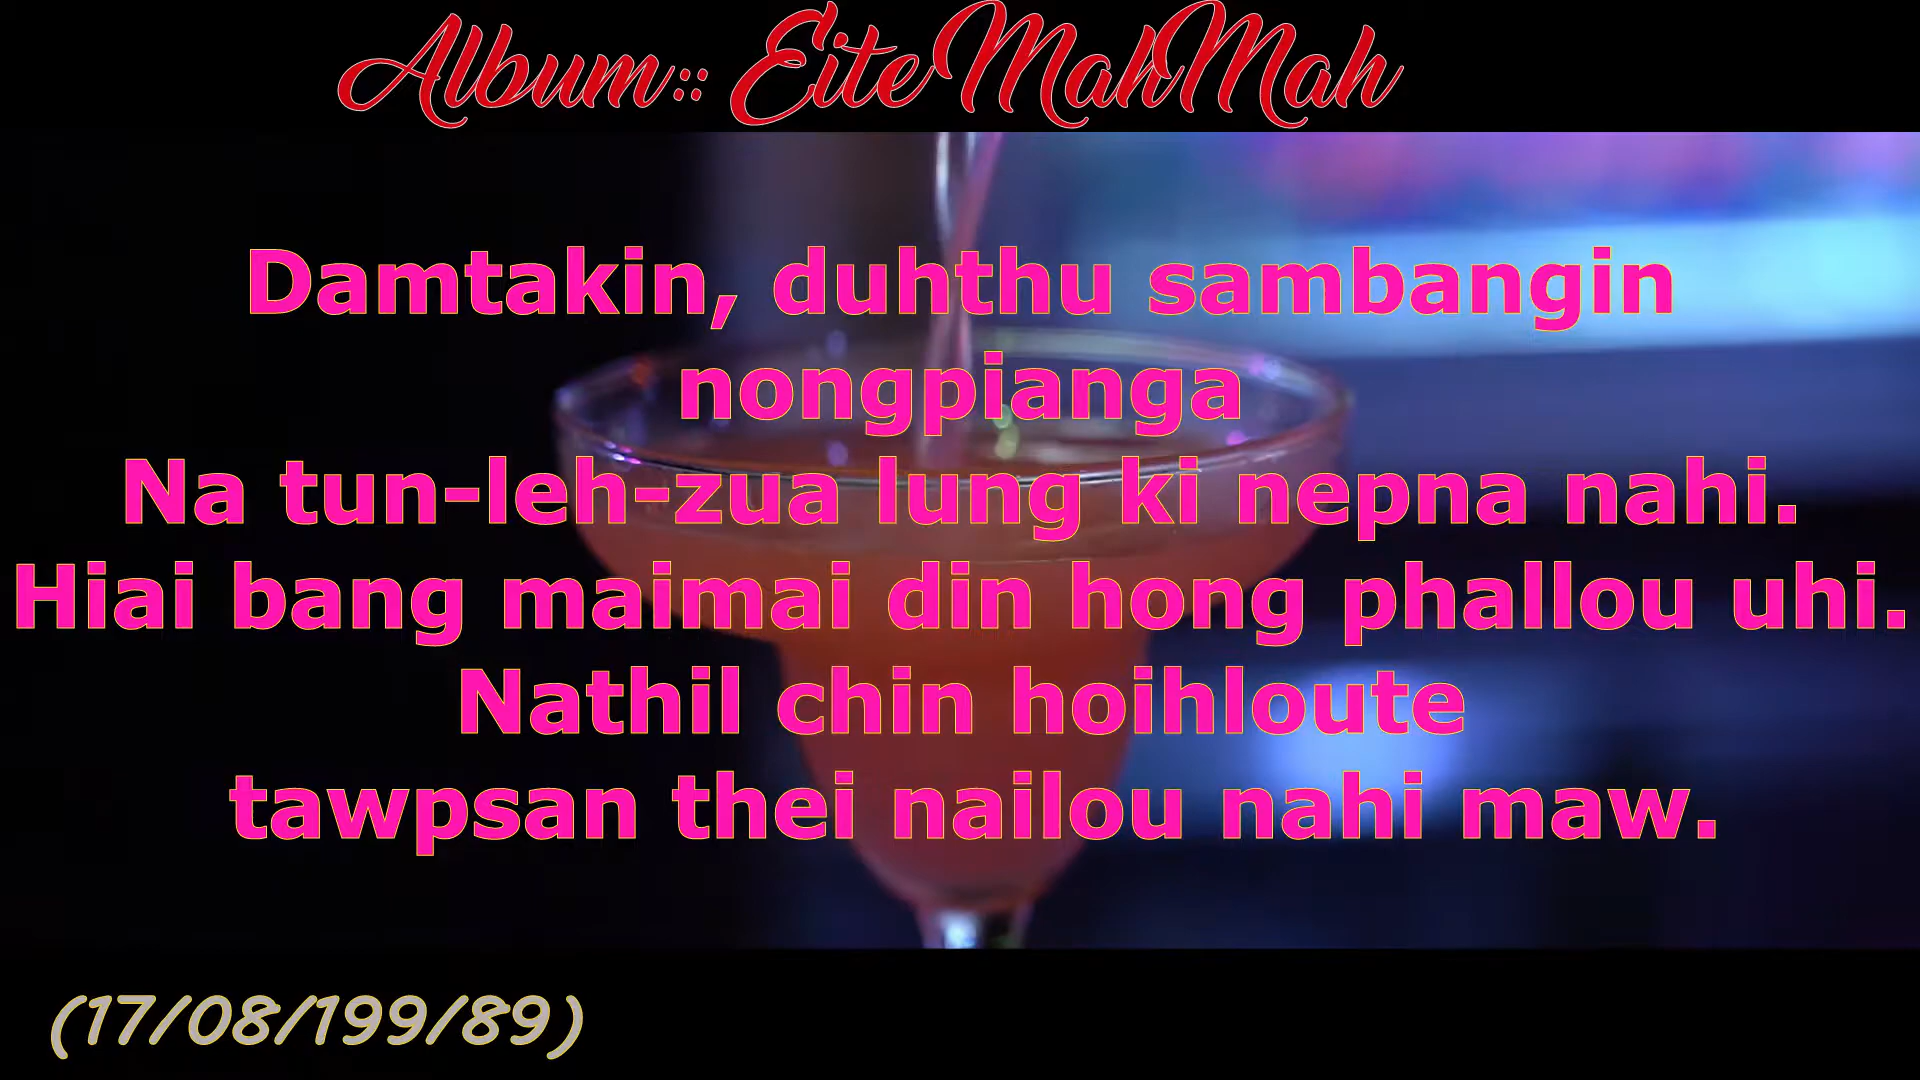 Album:: EiteMahMah
Damtakin, duhthu sambangin
nongpianga
Na tun-leh-zua lung ki nepna nahi.
Hiai bang maimai din hong phallou uhi.
Nathil chin hoihloute
tawpsan thei nailou nahi maw.
(17/08/199/89)